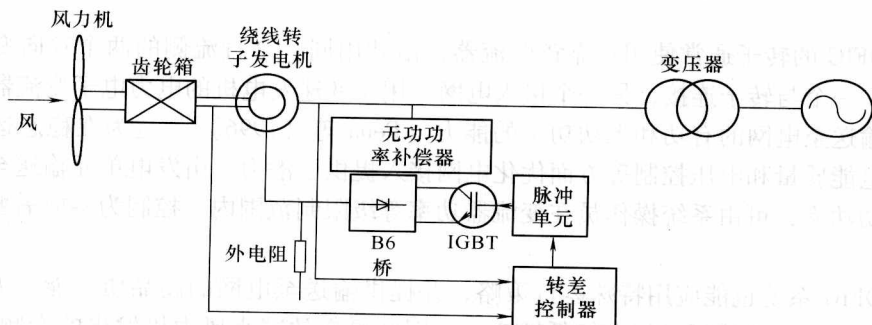 风力机
风
齿轮箱
绕线转
子发电机
变压器
无功功
率补偿器
B6
桥
IGBT
脉冲
单元
外电阻
转差
控制器